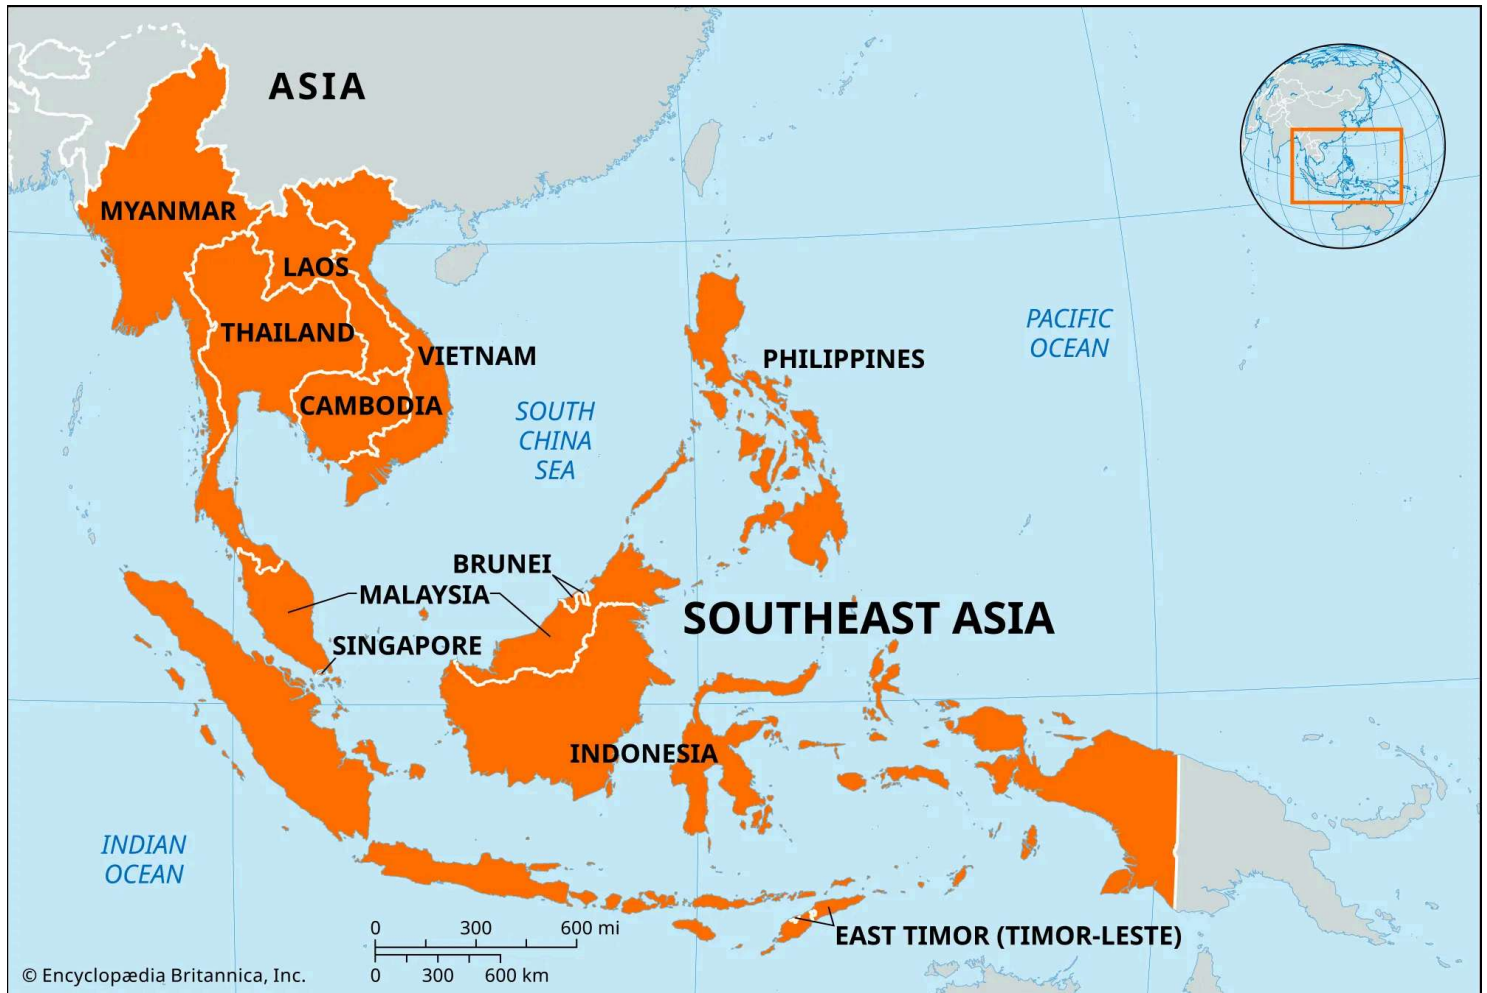 ASIA
MYANMAR
LAOS
THAILAND
VIETNAM
CAMBODIA
PHILIPPINES
PACIFIC
OCEAN
SOUTH
CHINA
SEA
BRUNEI
MALAYSIA
SINGAPORE
SOUTHEAST ASIA
INDONESIA
INDIAN
OCEAN
EAST TIMOR (TIMOR-LESTE)
0 300 600 mi
0 300 600 km
© Encyclopædia Britannica, Inc.